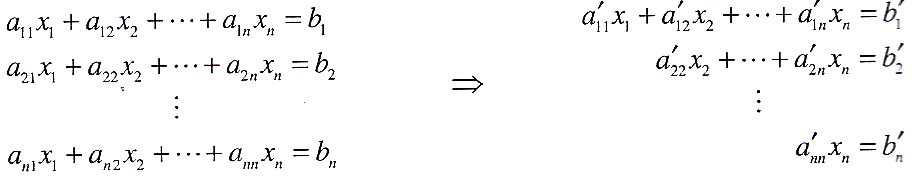 a₁₁x₁ + a₁₂x₂ + ⋯ + a₁ₙxₙ = b₁
a₂₁x₁ + a₂₂x₂ + ⋯ + a₂ₙxₙ = b₂
⋮
aₙ₁x₁ + aₙ₂x₂ + ⋯ + aₙₙxₙ = bₙ
⇒
a′₁₁x₁ + a′₁₂x₂ + ⋯ + a′₁ₙxₙ = b′₁
a′₂₂x₂ + ⋯ + a′₂ₙxₙ = b′₂
⋮
a′ₙₙxₙ = b′ₙ